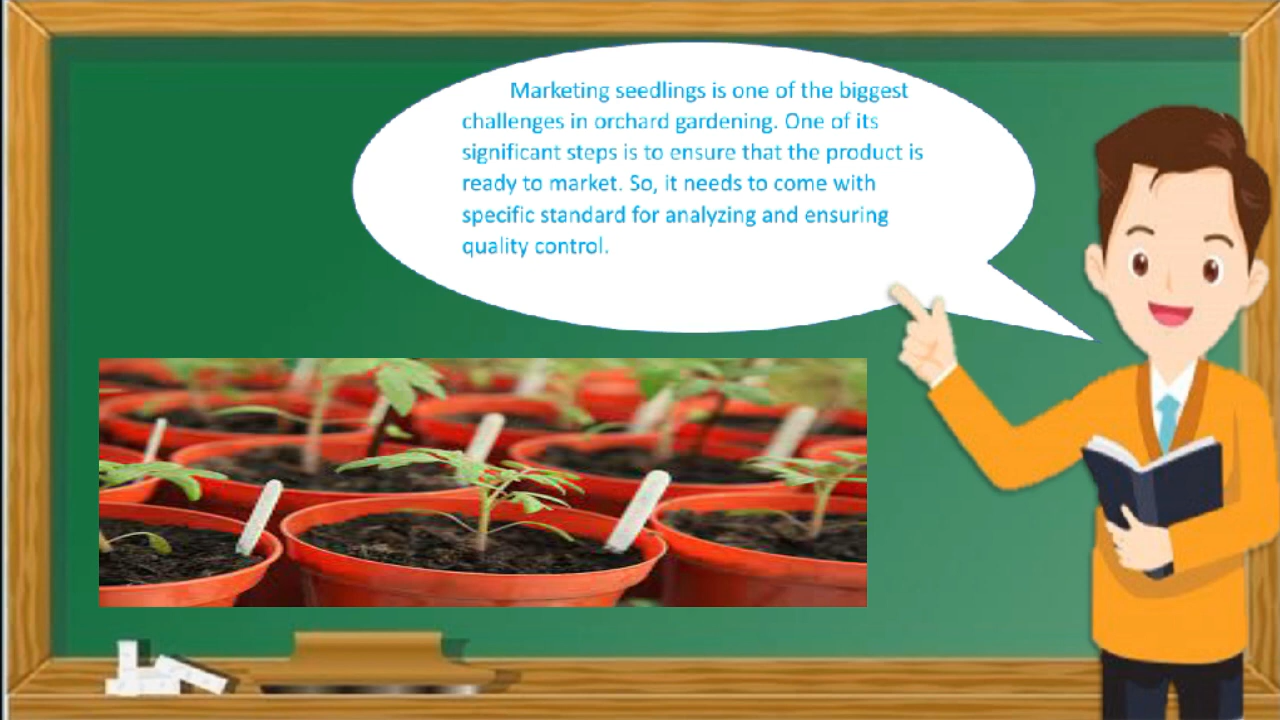 Marketing seedlings is one of the biggest
challenges in orchard gardening. One of its
significant steps is to ensure that the product is
ready to market. So, it needs to come with
specific standard for analyzing and ensuring
quality control.